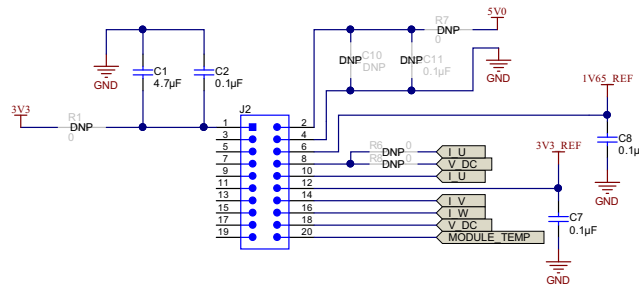 R7
5V0
DNP
0
C1
4.7µF
C2
0.1µF
GND
DNP
C10
DNP
DNP
C11
0.1µF
GND
1V65_REF
3V3
R1
DNP
0
J2
1
2
3
4
5
6
7
8
9
10
11
12
13
14
15
16
17
18
19
20
R6
DNP
0
R8
DNP
0
I_U
V_DC
I_U
I_V
I_W
V_DC
MODULE_TEMP
3V3_REF
C8
0.1µ
GND
C7
0.1µF
GND